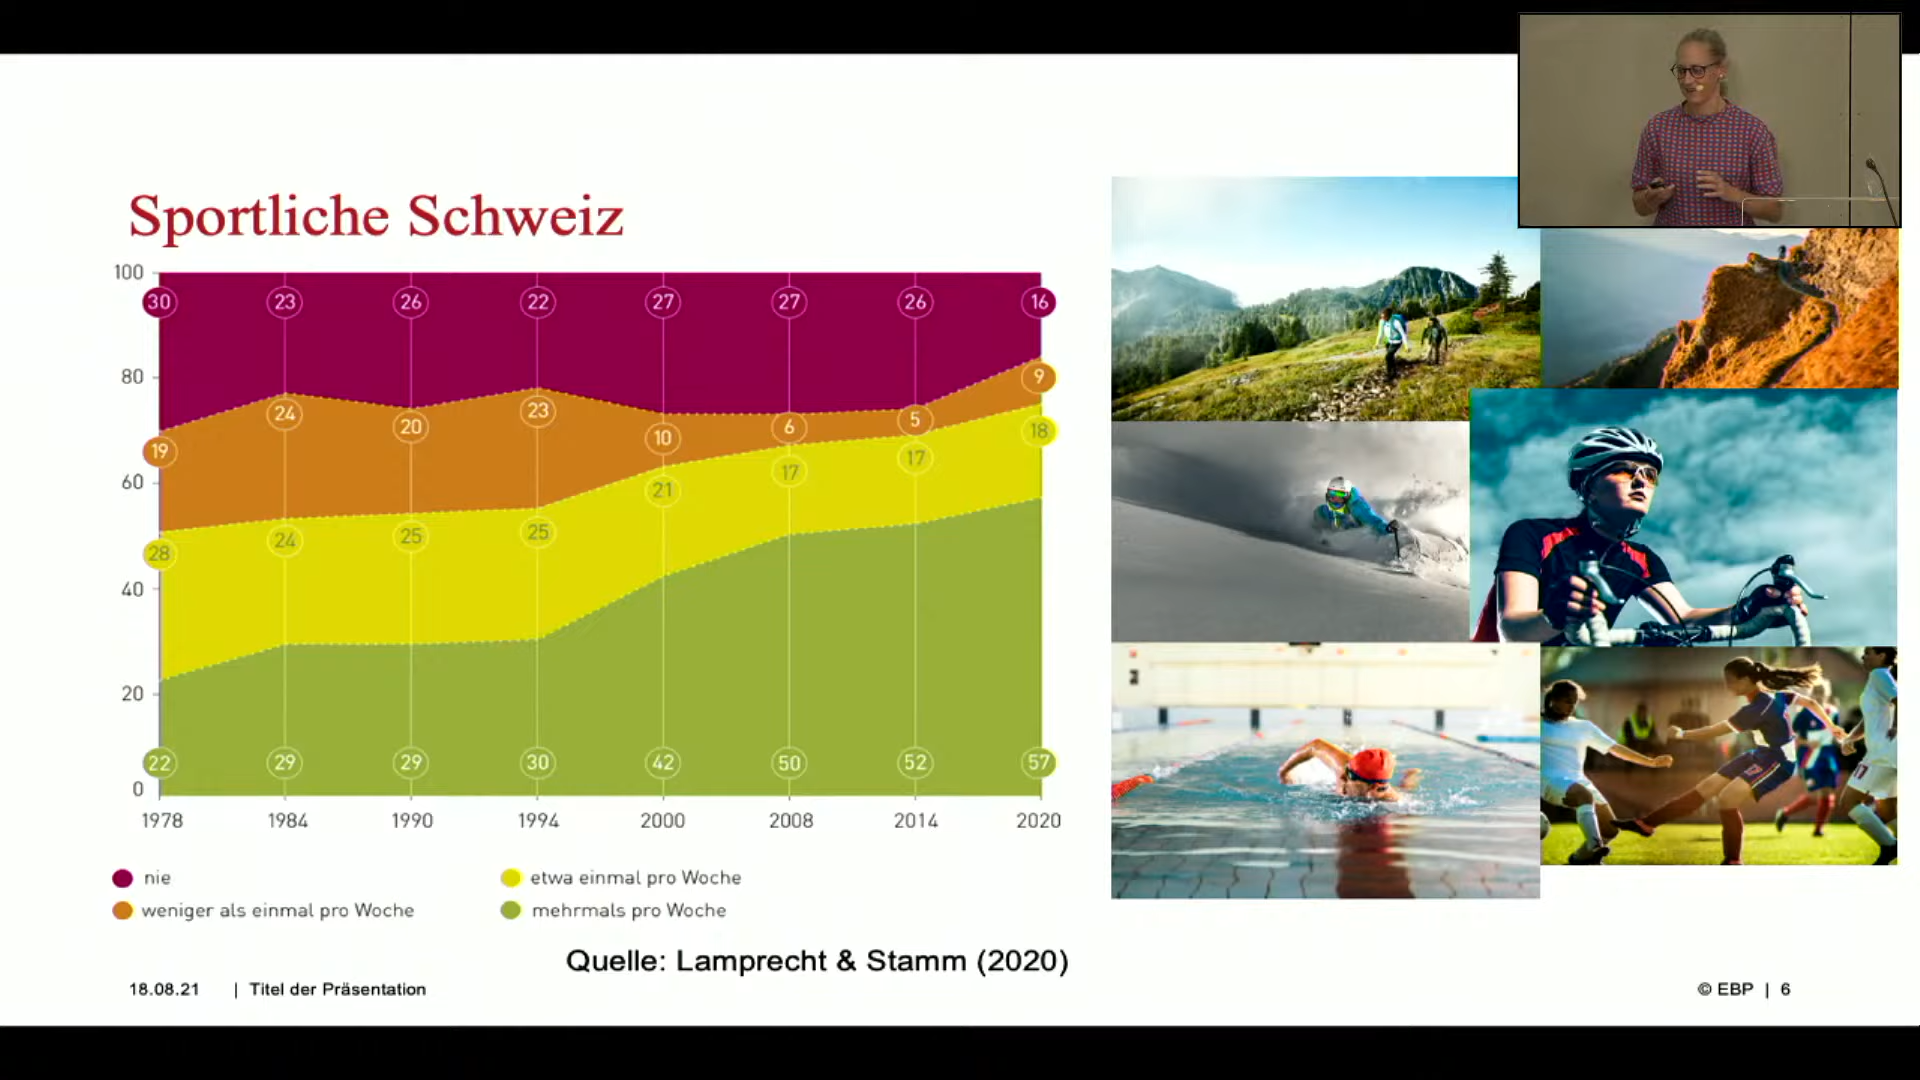 Sportliche Schweiz
100
30 23 26 22 27 27 26 16
80
9
24 20 23 10 6 5 18
19
60
28 24 25 25 21 17 17
40
20
22 29 29 30 42 50 52 57
0
1978 1984 1990 1994 2000 2008 2014 2020
nie
etwa einmal pro Woche
weniger als einmal pro Woche
mehrmals pro Woche
Quelle: Lamprecht & Stamm (2020)
18.08.21 | Titel der Präsentation
© EBP | 6